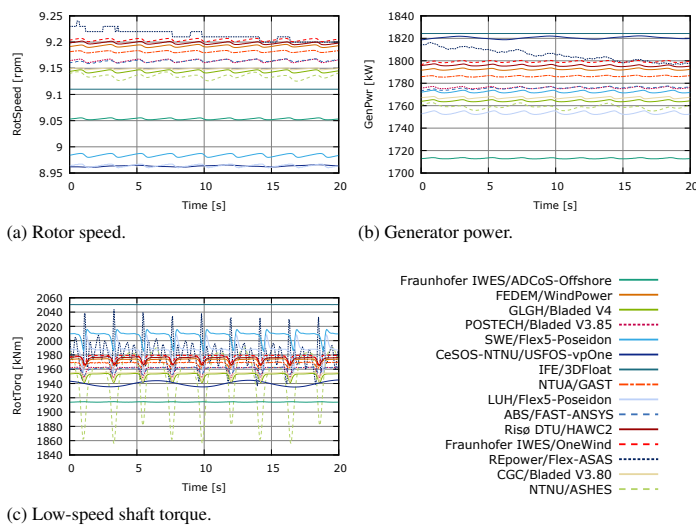 9.25
9.2
9.15
9.1
9.05
9
8.95
RotSpeed [rpm]
0 5 10 15 20
Time [s]
(a) Rotor speed.
1840
1820
1800
1780
1760
1740
1720
1700
GenPwr [kW]
0 5 10 15 20
Time [s]
(b) Generator power.
2060
2040
2020
2000
1980
1960
1940
1920
1900
1880
1860
1840
RotTorq [kNm]
0 5 10 15 20
Time [s]
(c) Low-speed shaft torque.
Fraunhofer IWES/ADCoS-Offshore
FEDEM/WindPower
GLGH/Bladed V4
POSTECH/Bladed V3.85
SWE/Flex5-Poseidon
CeSOS-NTNU/USFOS-vpOne
IFE/3DFloat
NTUA/GAST
LUH/Flex5-Poseidon
ABS/FAST-ANSYS
Risø DTU/HAWC2
Fraunhofer IWES/OneWind
REpower/Flex-ASAS
CGC/Bladed V3.80
NTNU/ASHES